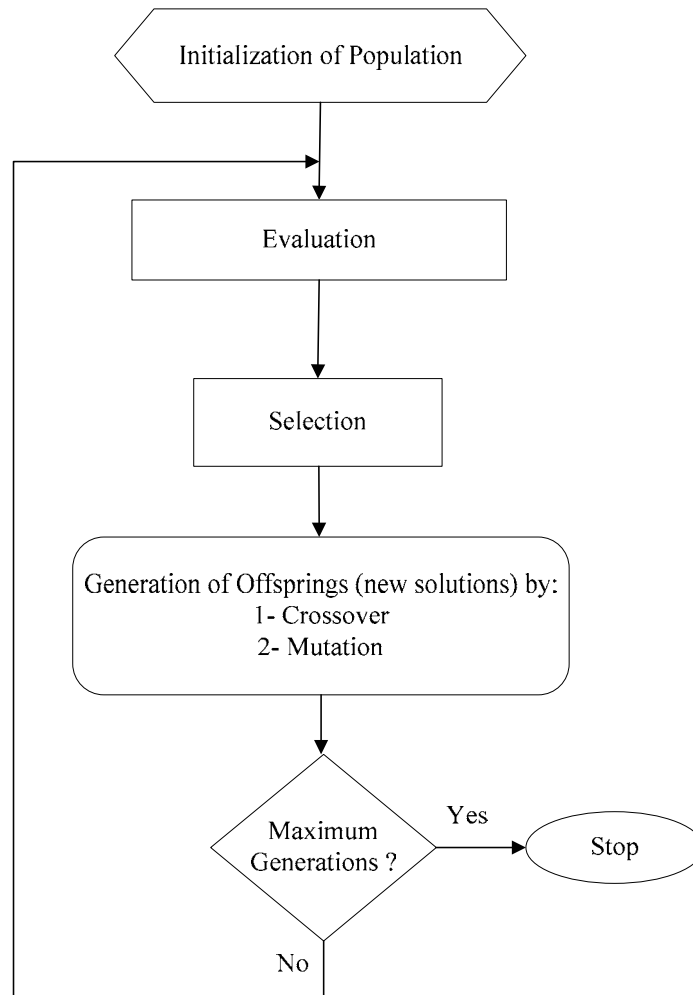 Initialization of Population
Evaluation
Selection
Generation of Offsprings (new solutions) by:
1- Crossover
2- Mutation
Maximum
Generations ?
Yes
Stop
No